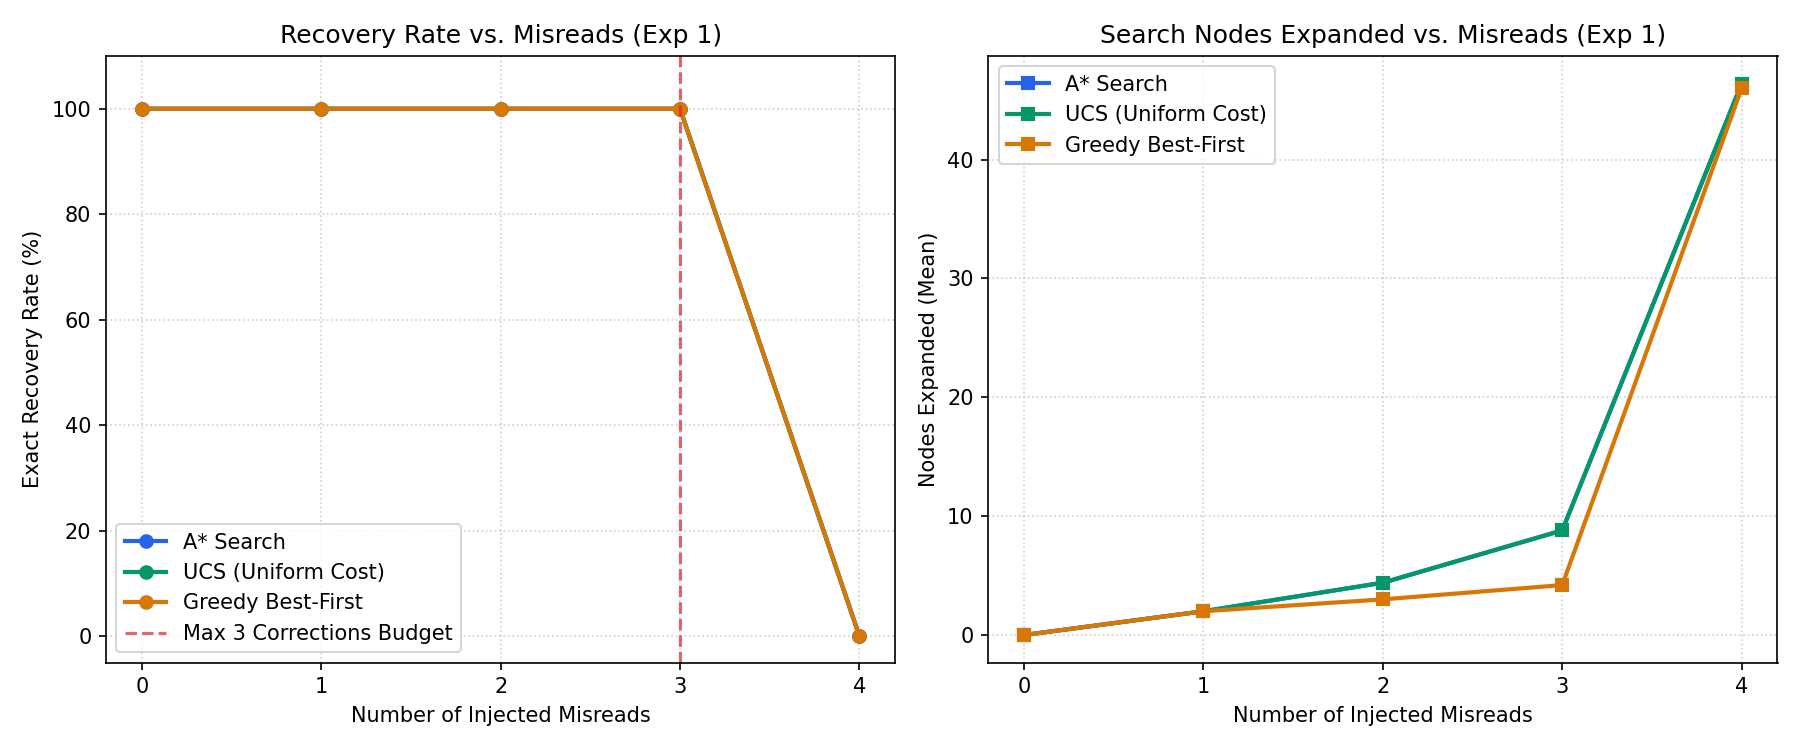 Recovery Rate vs. Misreads (Exp 1)
Exact Recovery Rate (%)
100
80
60
40
20
0
A* Search
UCS (Uniform Cost)
Greedy Best-First
Max 3 Corrections Budget
0 1 2 3 4
Number of Injected Misreads
Search Nodes Expanded vs. Misreads (Exp 1)
A* Search
UCS (Uniform Cost)
Greedy Best-First
Nodes Expanded (Mean)
40
30
20
10
0
0 1 2 3 4
Number of Injected Misreads